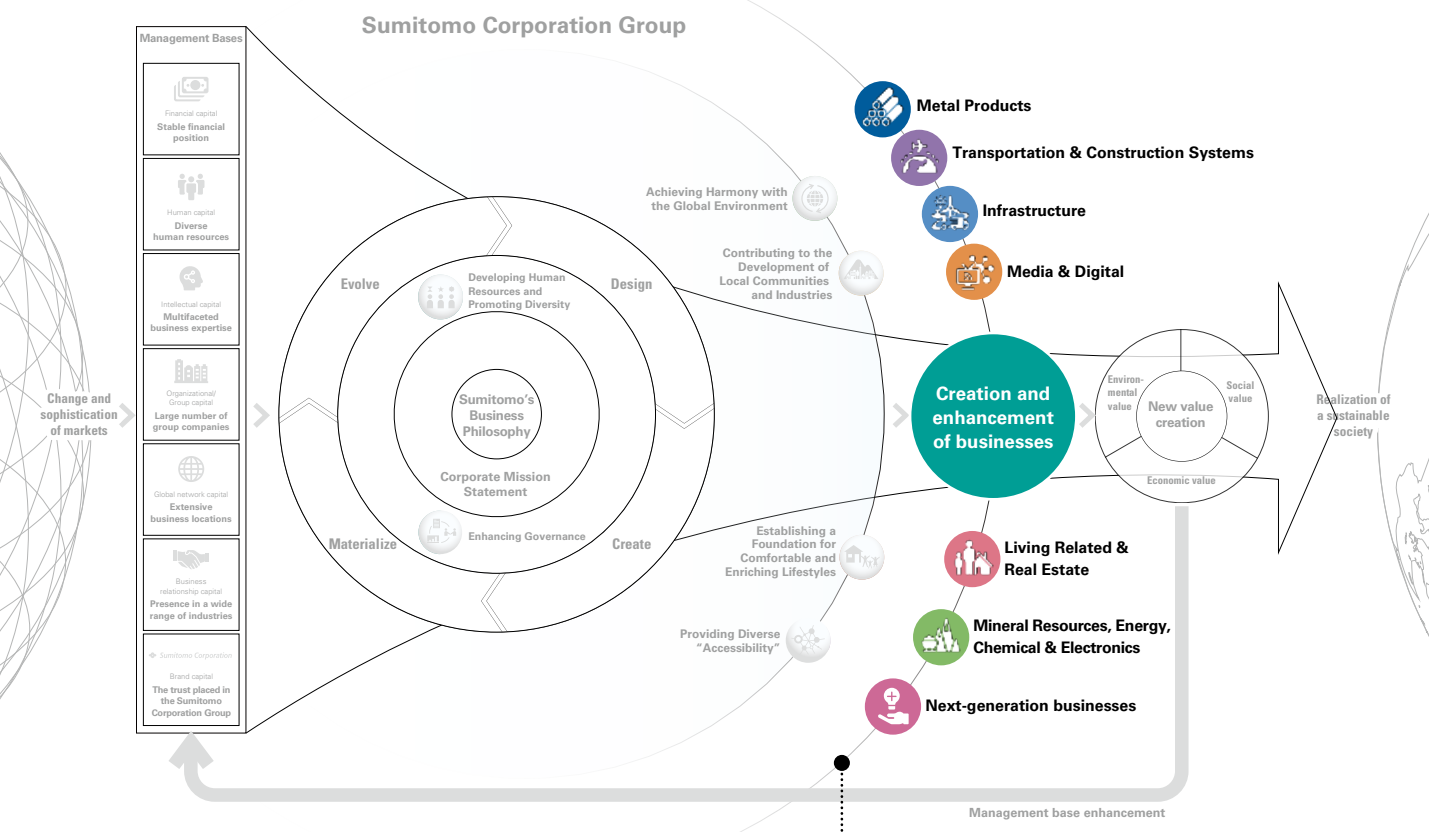 Sumitomo Corporation Group
Management Bases
Financial capital
Stable financial
position
Human capital
Diverse
human resources
Intellectual capital
Multifaceted
business expertise
Organizational/
Group capital
Large number of
group companies
Global network capital
Extensive
business locations
Business
relationship capital
Presence in a wide
range of industries
Sumitomo Corporation
Brand capital
The trust placed in
the Sumitomo
Corporation Group
Change and
sophistication
of markets
Evolve
Design
Materialize
Create
Developing Human
Resources and
Promoting Diversity
Sumitomo's
Business
Philosophy
Corporate Mission
Statement
Enhancing Governance
Achieving Harmony with
the Global Environment
Contributing to the
Development of
Local Communities
and Industries
Establishing a
Foundation for
Comfortable and
Enriching Lifestyles
Providing Diverse
"Accessibility"
Metal Products
Transportation & Construction Systems
Infrastructure
Media & Digital
Creation and
enhancement
of businesses
Living Related &
Real Estate
Mineral Resources, Energy,
Chemical & Electronics
Next-generation businesses
Environ-
mental
value
Social
value
New value
creation
Economic value
Realization of
a sustainable
society
Management base enhancement